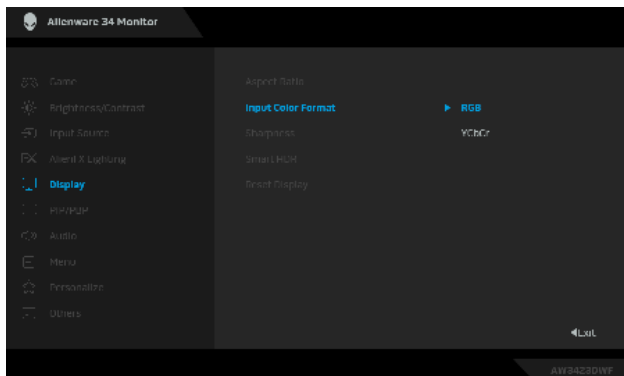 Alienware 34 Monitor
Game
Brightness/Contrast
Input Source
AlienFX Lighting
Display
PIP/PBP
Audio
Menu
Personalize
Others
Aspect Ratio
Input Color Format
Sharpness
Smart HDR
Reset Display
RGB
YCbCr
Exit
AW3423DWF